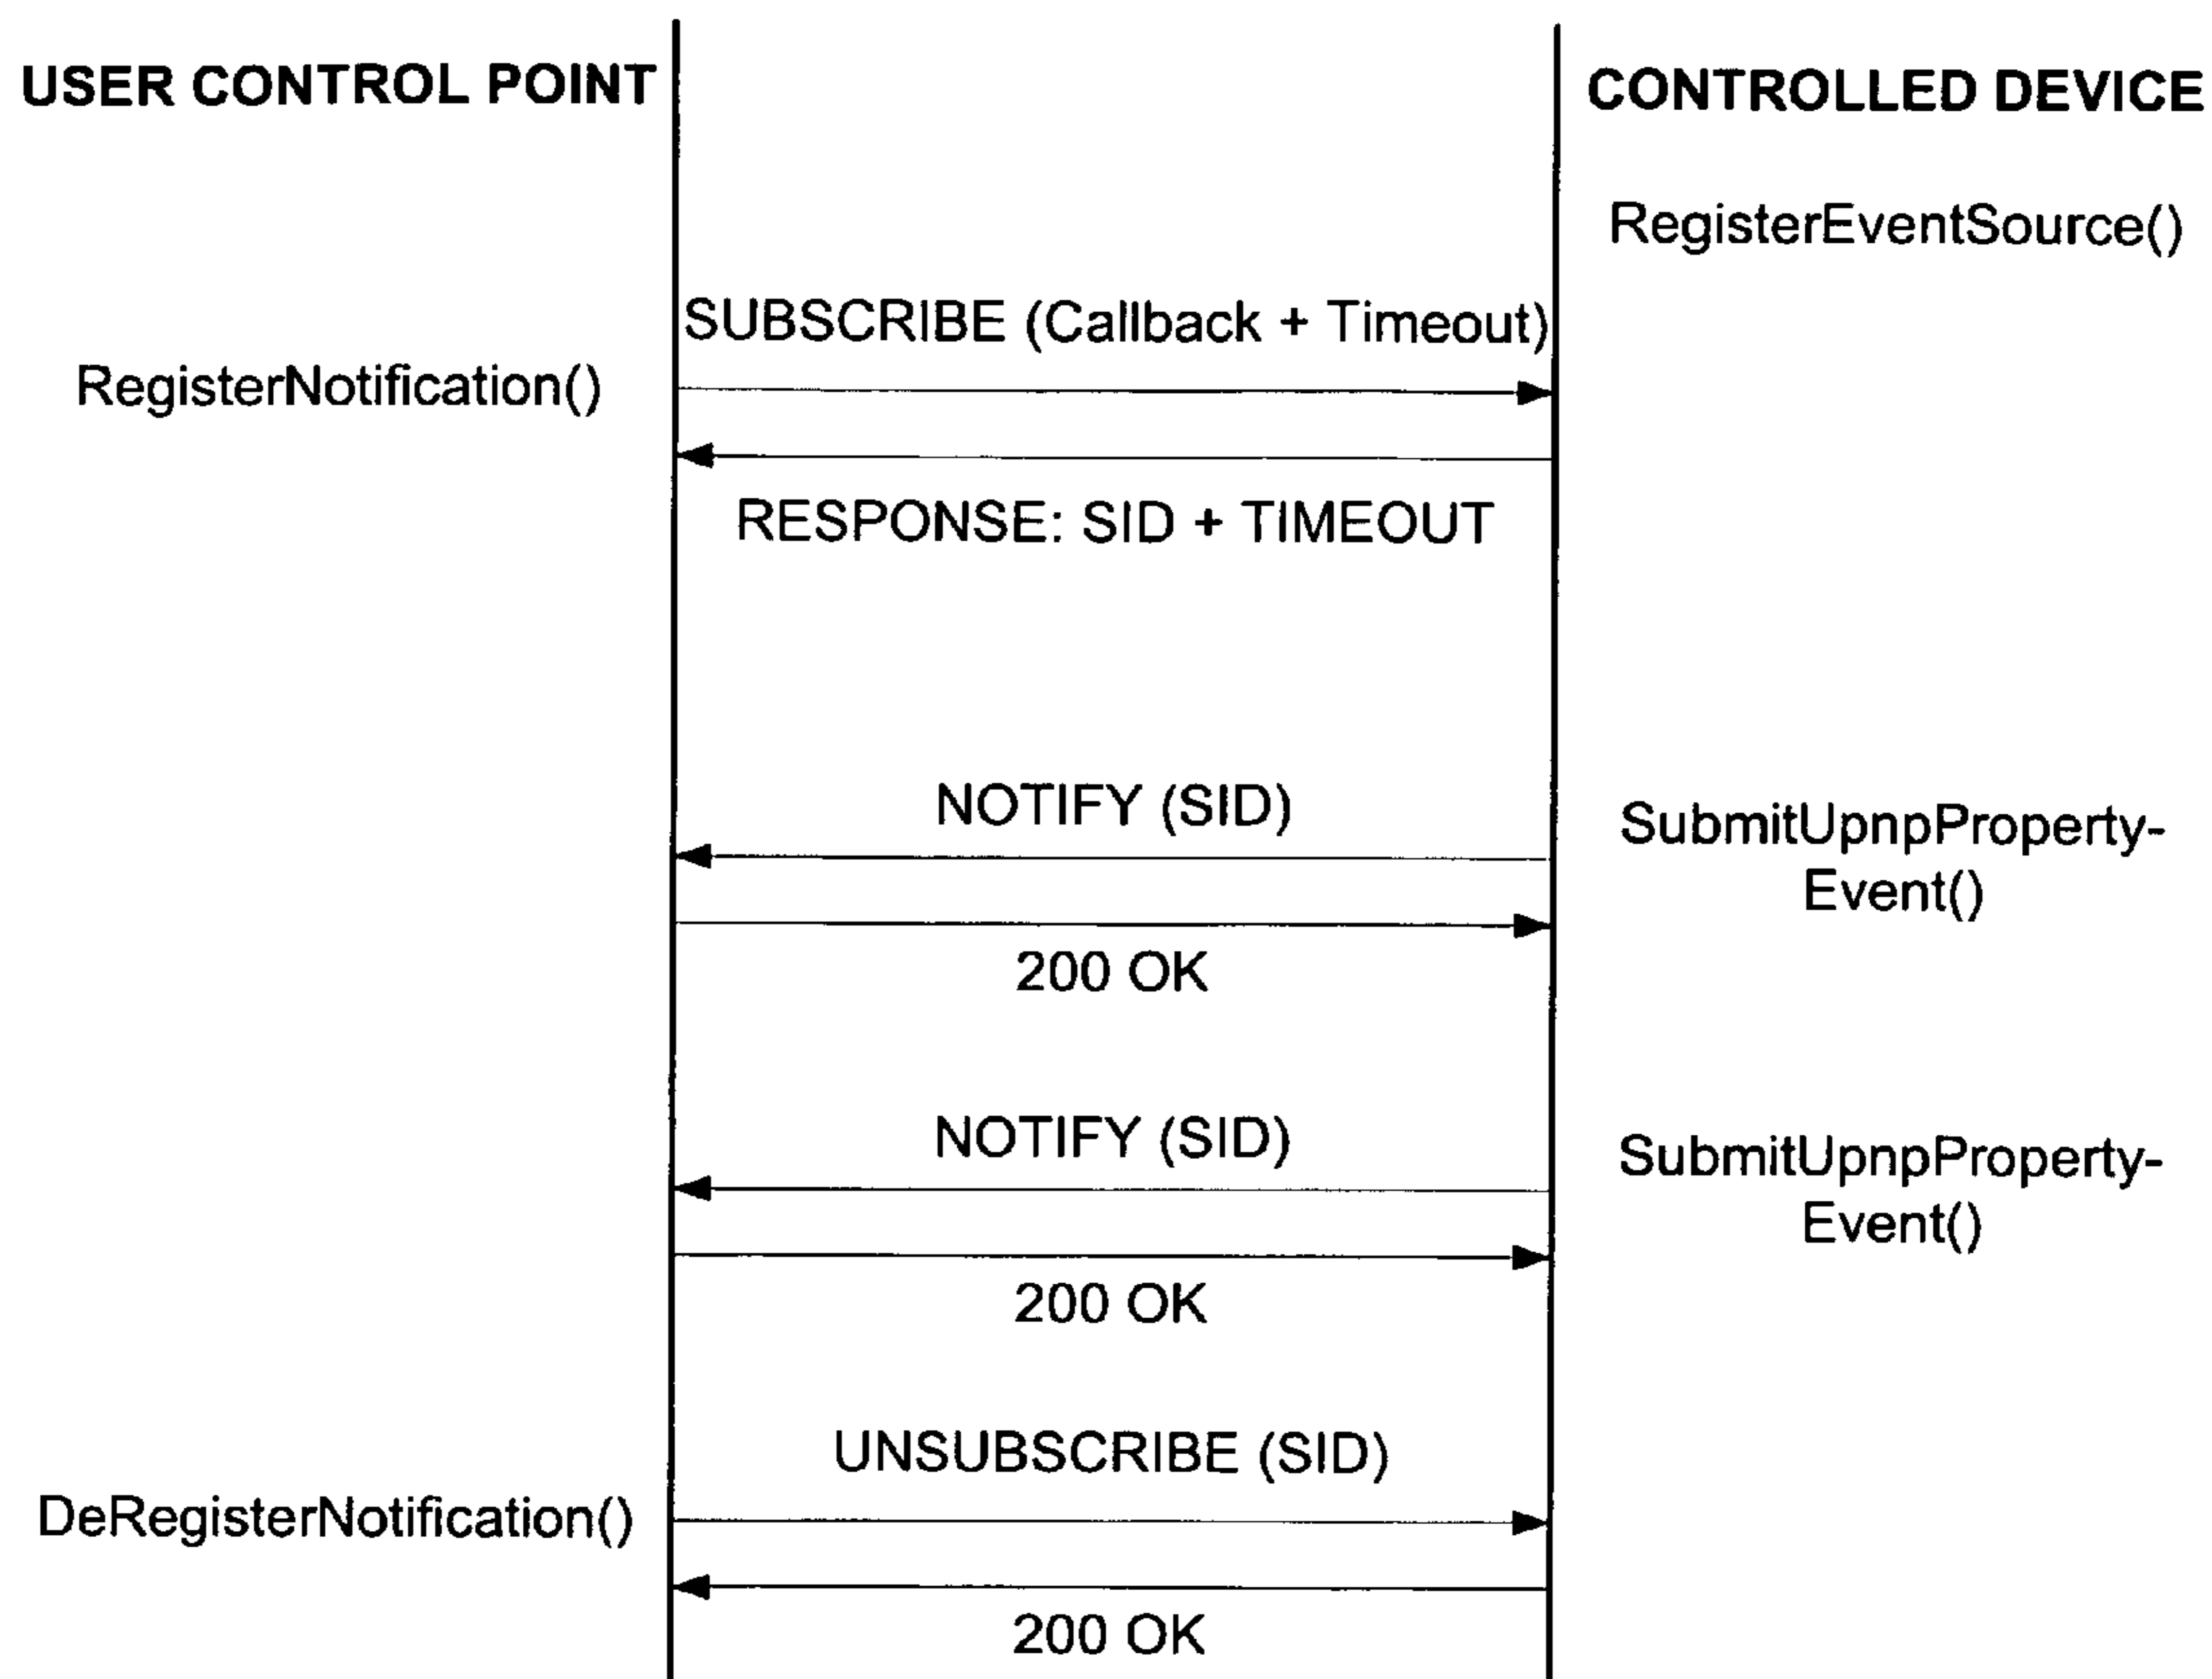 USER CONTROL POINT
CONTROLLED DEVICE
RegisterEventSource()
SUBSCRIBE (Callback + Timeout)
RegisterNotification()
RESPONSE: SID + TIMEOUT
NOTIFY (SID)
SubmitUpnpProperty-
Event()
200 OK
NOTIFY (SID)
SubmitUpnpProperty-
Event()
200 OK
UNSUBSCRIBE (SID)
DeRegisterNotification()
200 OK